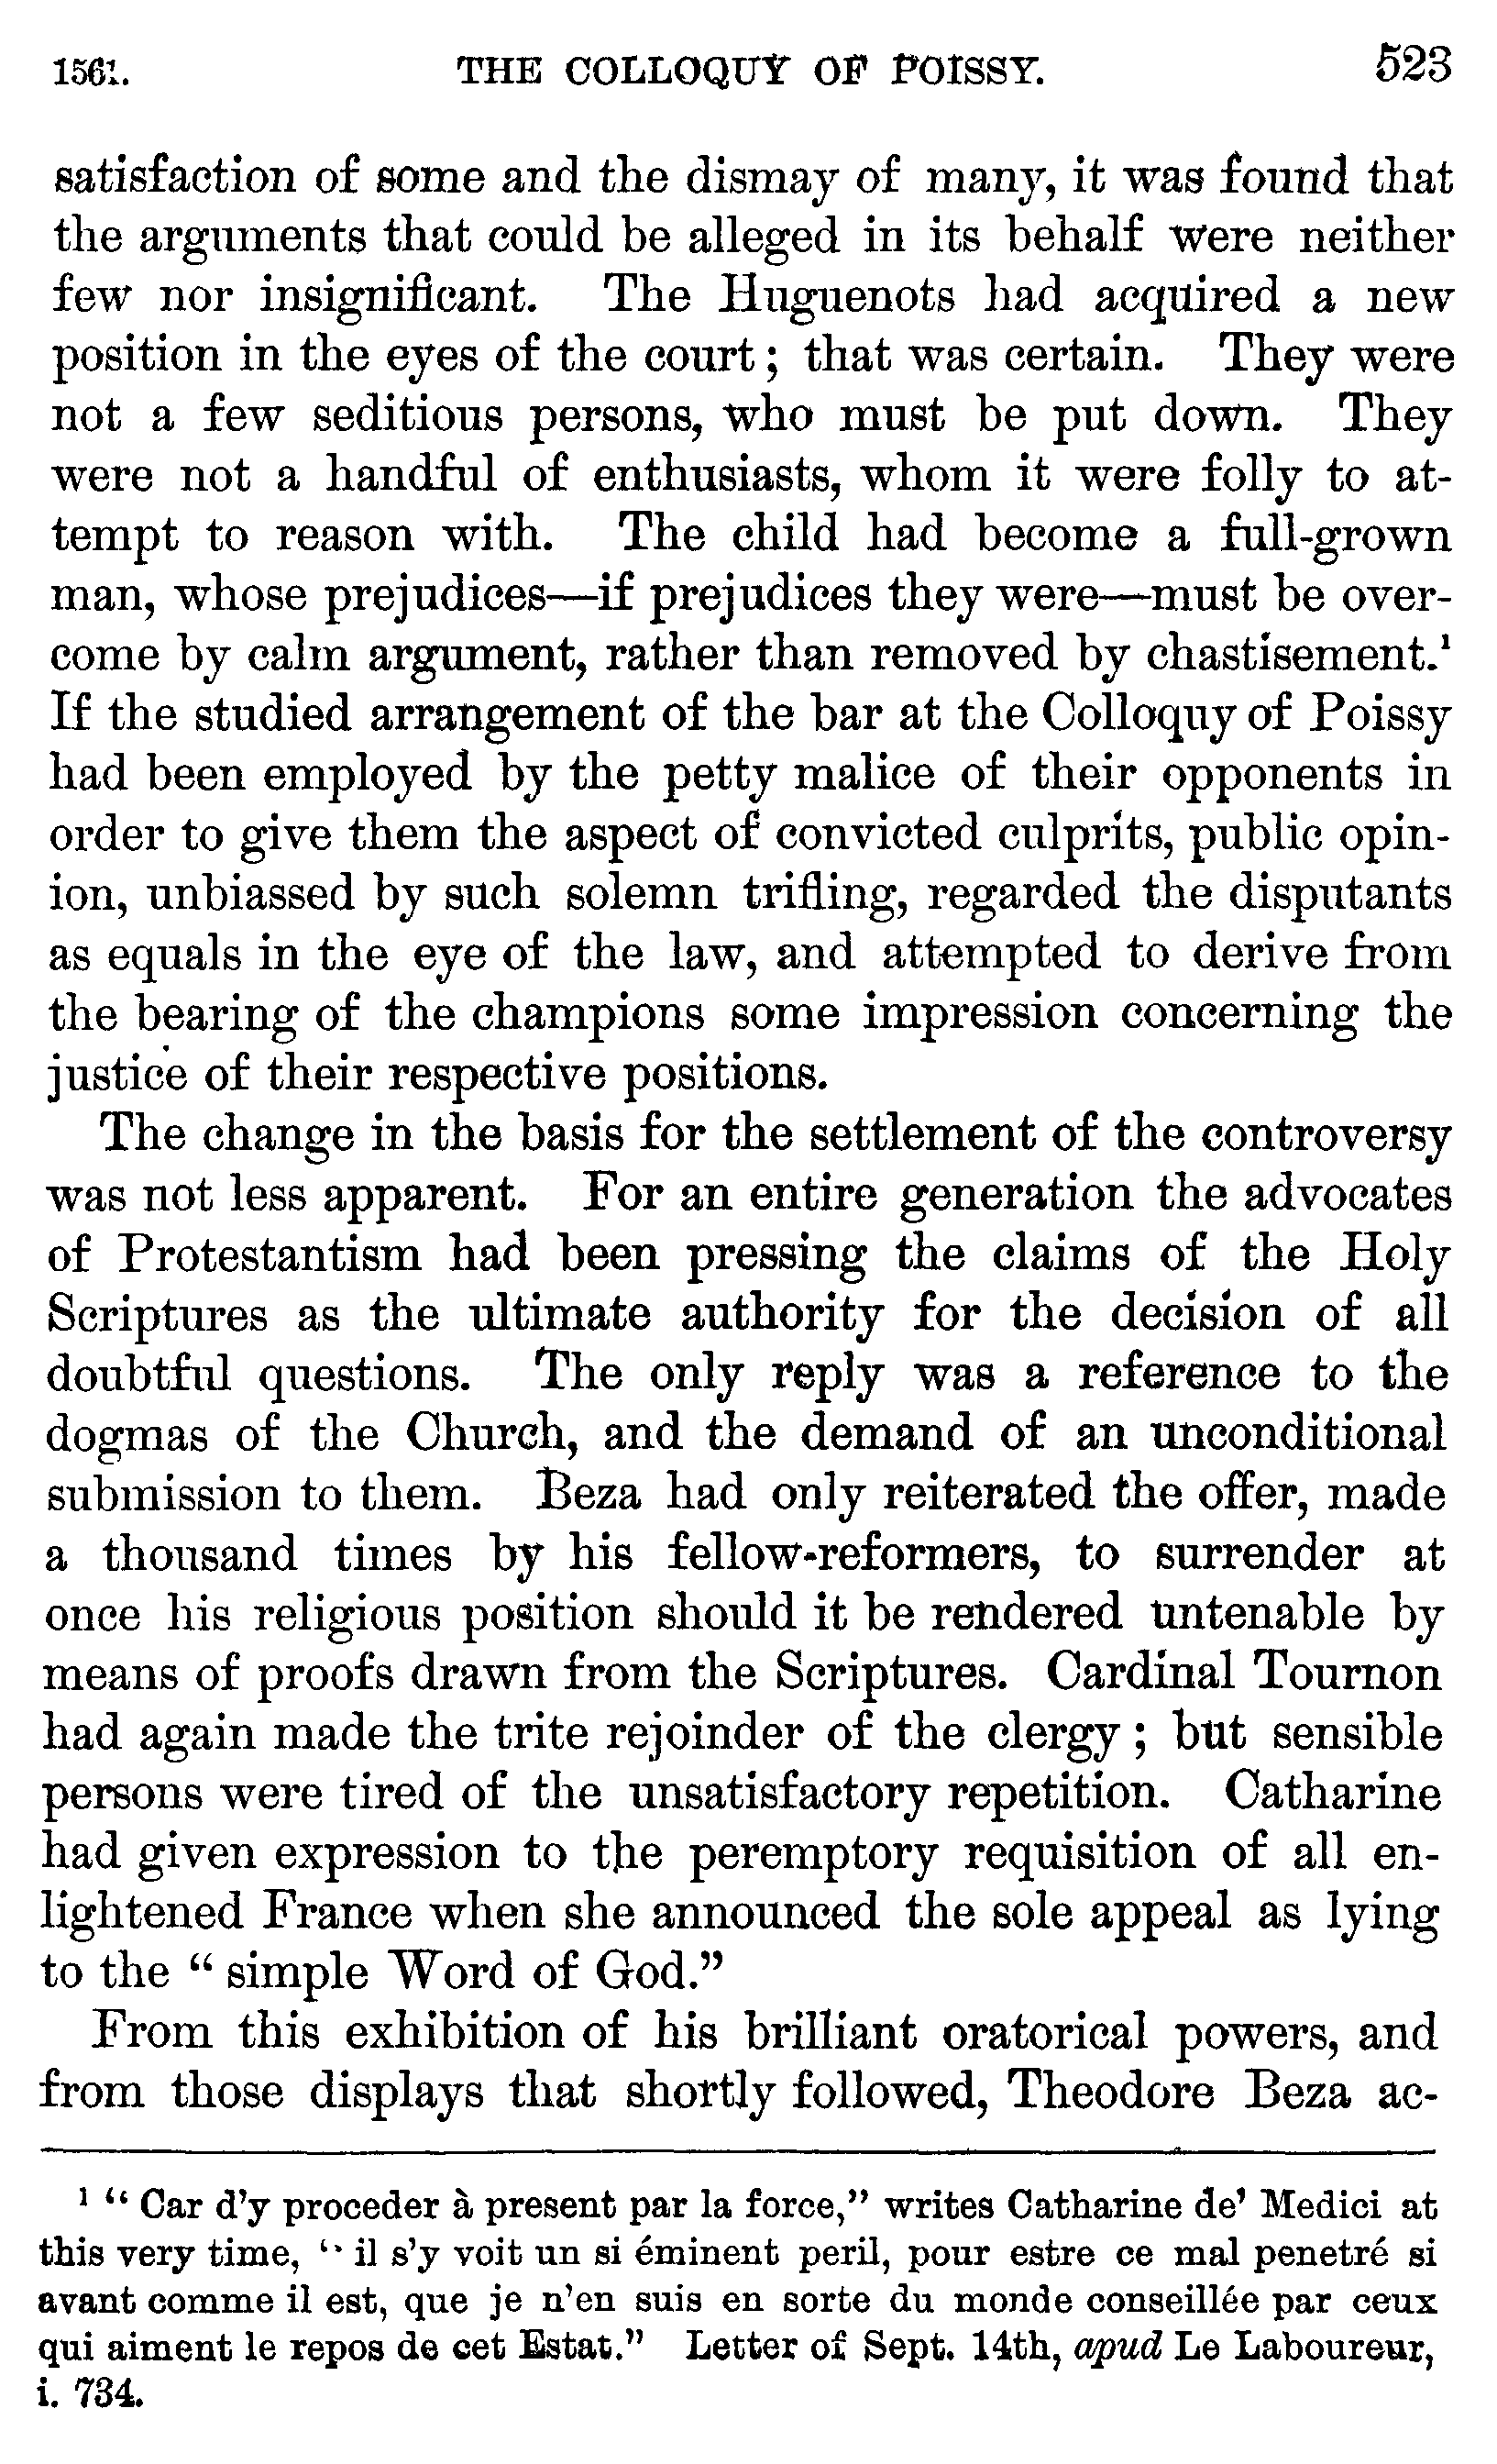 1561. THE COLLOQUY OF POISSY. 523
satisfaction of some and the dismay of many, it was found that
the arguments that could be alleged in its behalf were neither
few nor insignificant. The Huguenots had acquired a new
position in the eyes of the court; that was certain. They were
not a few seditious persons, who must be put down. They
were not a handful of enthusiasts, whom it were folly to at-
tempt to reason with. The child had become a full-grown
man, whose prejudices—if prejudices they were—must be over-
come by calm argument, rather than removed by chastisement.¹
If the studied arrangement of the bar at the Colloquy of Poissy
had been employed by the petty malice of their opponents in
order to give them the aspect of convicted culprits, public opin-
ion, unbiassed by such solemn trifling, regarded the disputants
as equals in the eye of the law, and attempted to derive from
the bearing of the champions some impression concerning the
justice of their respective positions.
The change in the basis for the settlement of the controversy
was not less apparent. For an entire generation the advocates
of Protestantism had been pressing the claims of the Holy
Scriptures as the ultimate authority for the decision of all
doubtful questions. The only reply was a reference to the
dogmas of the Church, and the demand of an unconditional
submission to them. Beza had only reiterated the offer, made
a thousand times by his fellow-reformers, to surrender at
once his religious position should it be rendered untenable by
means of proofs drawn from the Scriptures. Cardinal Tournon
had again made the trite rejoinder of the clergy; but sensible
persons were tired of the unsatisfactory repetition. Catharine
had given expression to the peremptory requisition of all en-
lightened France when she announced the sole appeal as lying
to the “simple Word of God.”
From this exhibition of his brilliant oratorical powers, and
from those displays that shortly followed, Theodore Beza ac-
¹ “Car d’y proceder à present par la force,” writes Catharine de’ Medici at
this very time, “il s’y voit un si éminent peril, pour estre ce mal penetré si
avant comme il est, que je n’en suis en sorte du monde conseillée par ceux
qui aiment le repos de cet Estat.” Letter of Sept. 14th, apud Le Laboureur,
i. 734.